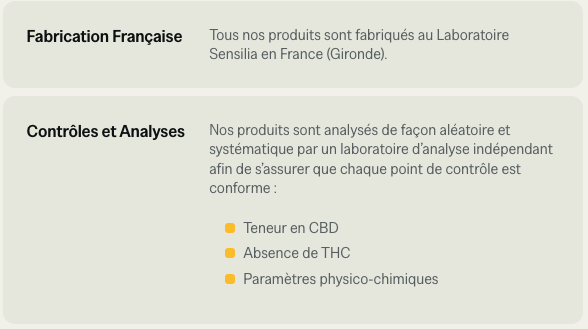 Fabrication Française
Tous nos produits sont fabriqués au Laboratoire
Sensilia en France (Gironde).
Contrôles et Analyses
Nos produits sont analysés de façon aléatoire et
systématique par un laboratoire d'analyse indépendant
afin de s'assurer que chaque point de contrôle est
conforme :
Teneur en CBD
Absence de THC
Paramètres physico-chimiques